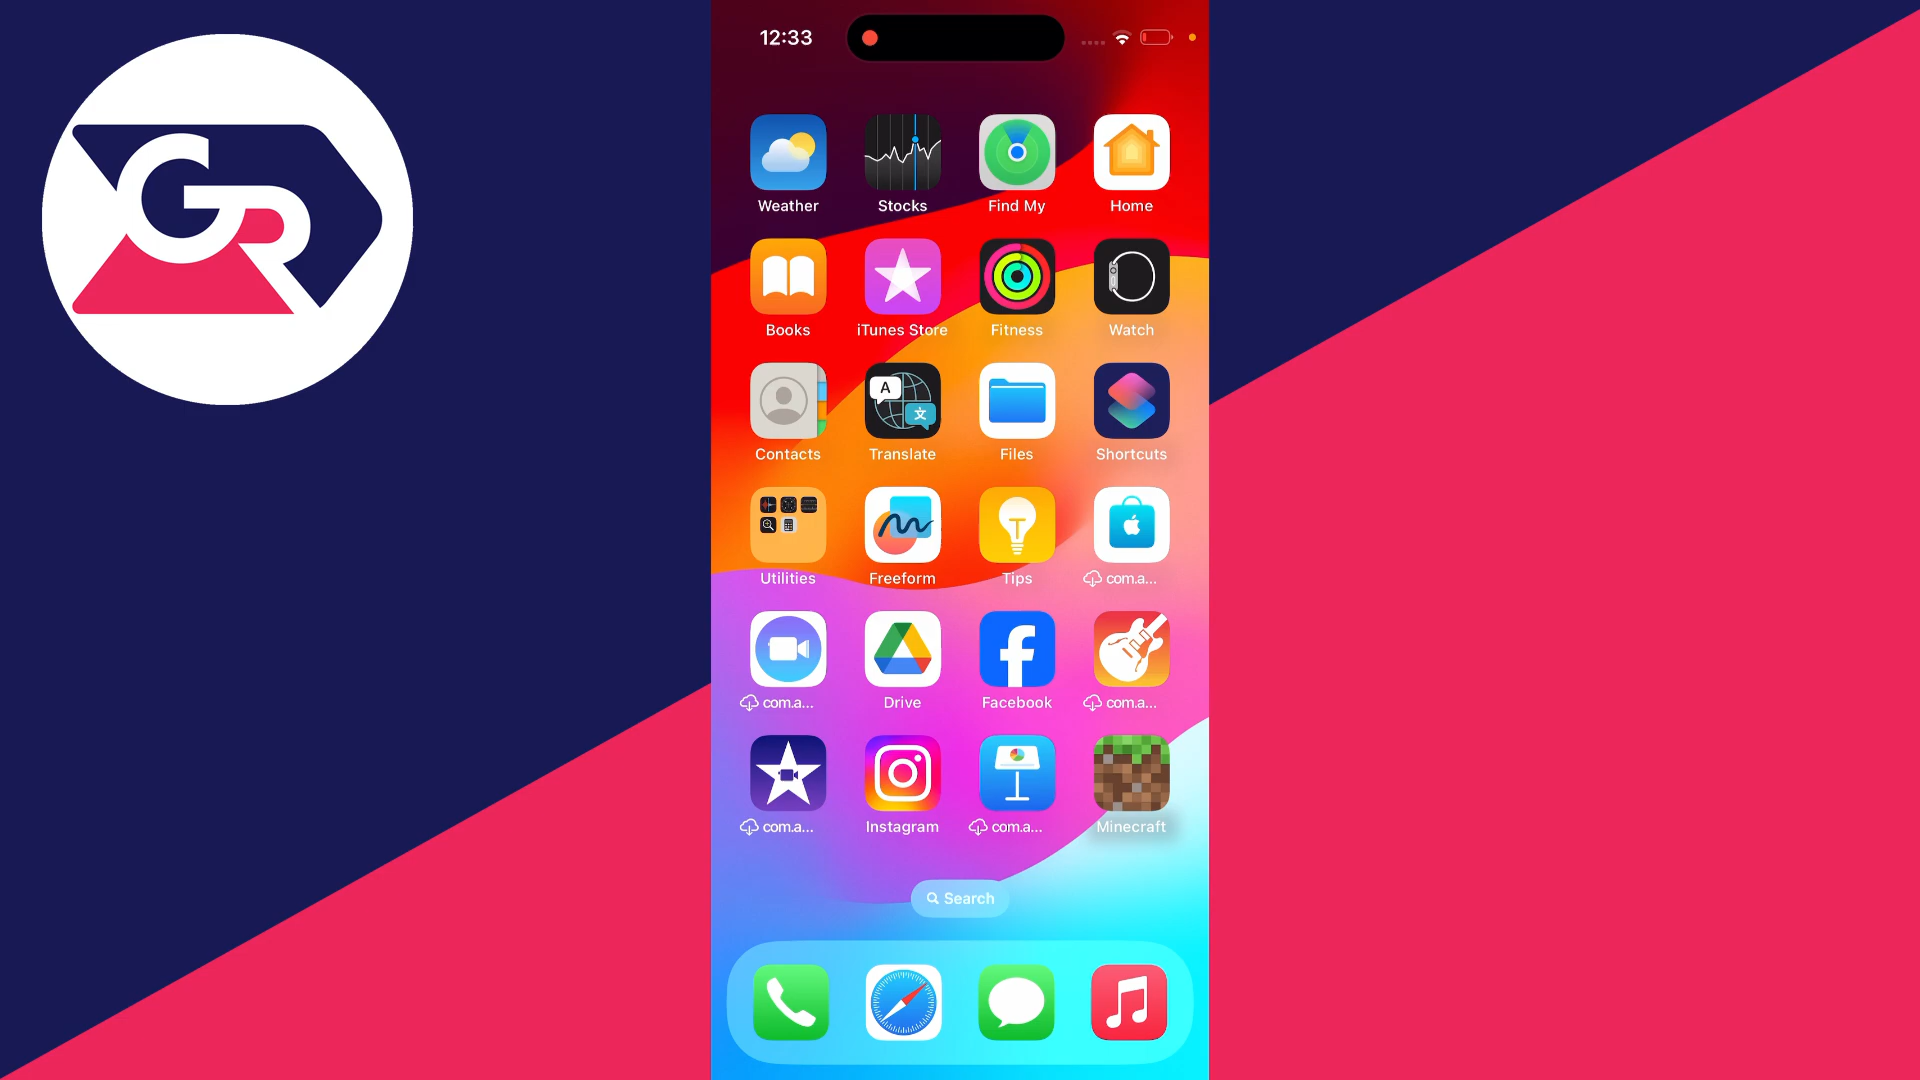 GR
12:33
Weather Stocks Find My Home
Books iTunes Store Fitness Watch
A 文
Contacts Translate Files Shortcuts
Utilities Freeform Tips com.a...
com.a... Drive Facebook com.a...
com.a... Instagram com.a... Minecraft
Search